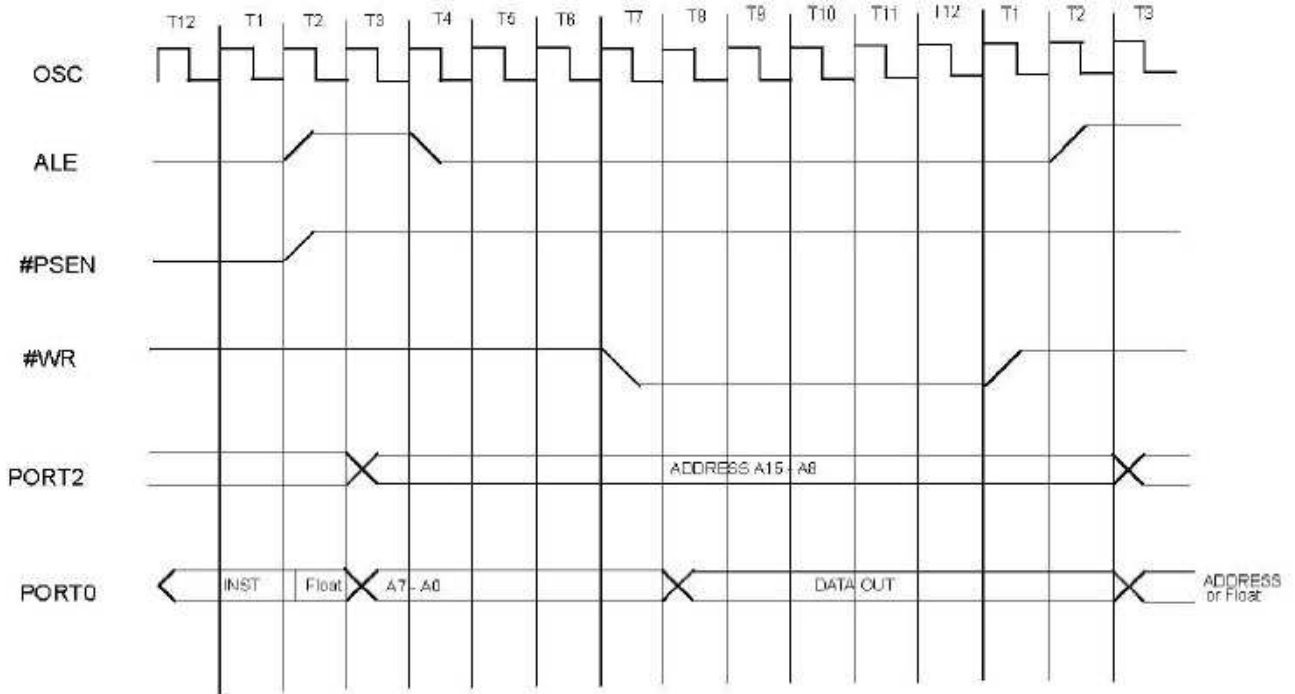 T12 T1 T2 T3 T4 T5 T6 T7 T8 T9 T10 T11 T12 T1 T2 T3
OSC
ALE
#PSEN
#WR
PORT2 ADDRESS A15 - A8
PORT0 INST Float A7 - A0 DATA OUT ADDRESS
or Float